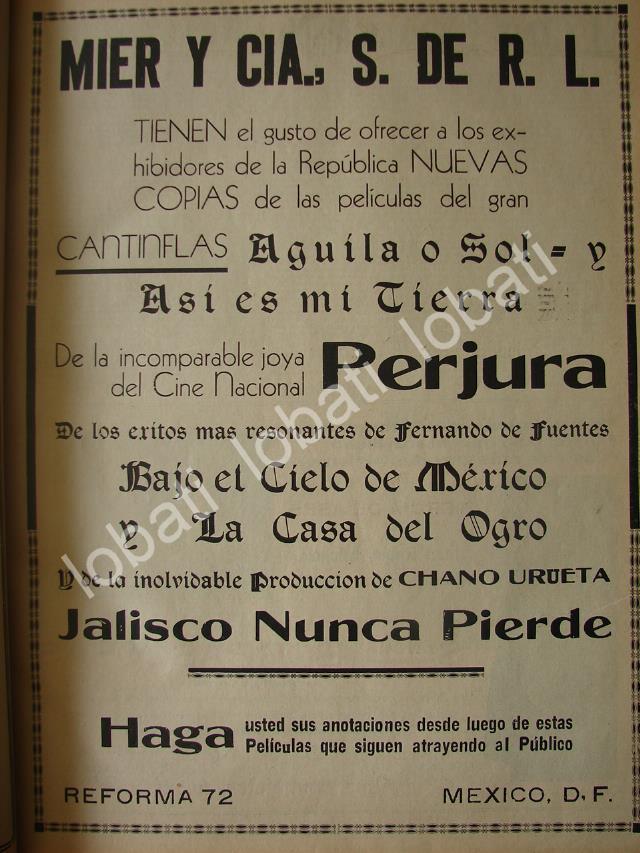 MIER Y CIA., S. DE R. L.
TIENEN el gusto de ofrecer a los ex-
hibidores de la República NUEVAS
COPIAS de las películas del gran
CANTINFLAS Aguila o Sol = y
Así es mi Tierra
De la incomparable joya
del Cine Nacional
Perjura
De los exitos mas resonantes de Fernando de Fuentes
Bajo el Cielo de México
y La Casa del Ogro
Y de la inolvidable Produccion de CHANO URUETA
Jalisco Nunca Pierde
Haga usted sus anotaciones desde luego de estas
Películas que siguen atrayendo al Público
REFORMA 72 MEXICO, D. F.
lobati lobati lobati